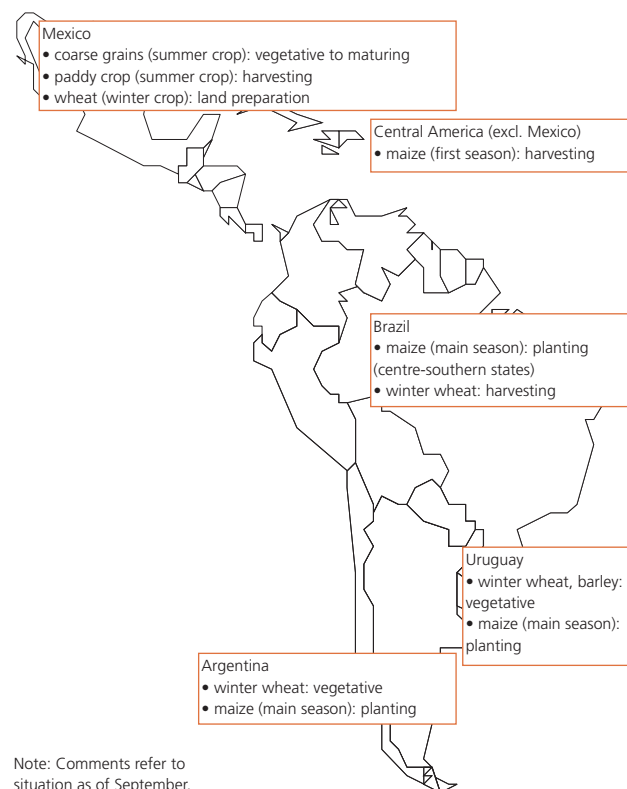 Mexico
• coarse grains (summer crop): vegetative to maturing
• paddy crop (summer crop): harvesting
• wheat (winter crop): land preparation
Central America (excl. Mexico)
• maize (first season): harvesting
Brazil
• maize (main season): planting
(centre-southern states)
• winter wheat: harvesting
Uruguay
• winter wheat, barley:
vegetative
• maize (main season):
planting
Argentina
• winter wheat: vegetative
• maize (main season): planting
Note: Comments refer to
situation as of September.